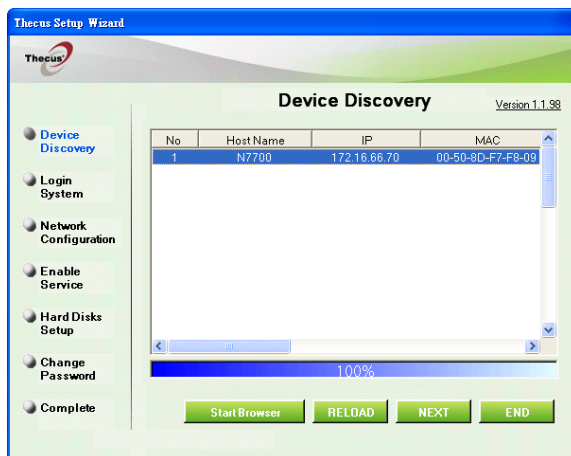 Thecus Setup Wizard
Thecus
Device Discovery
Version 1.1.98
Device
Discovery
Login
System
Network
Configuration
Enable
Service
Hard Disks
Setup
Change
Password
Complete
No Host Name IP MAC
1 N7700 172.16.66.70 00-50-8D-F7-F8-09
100%
Start Browser RELOAD NEXT END